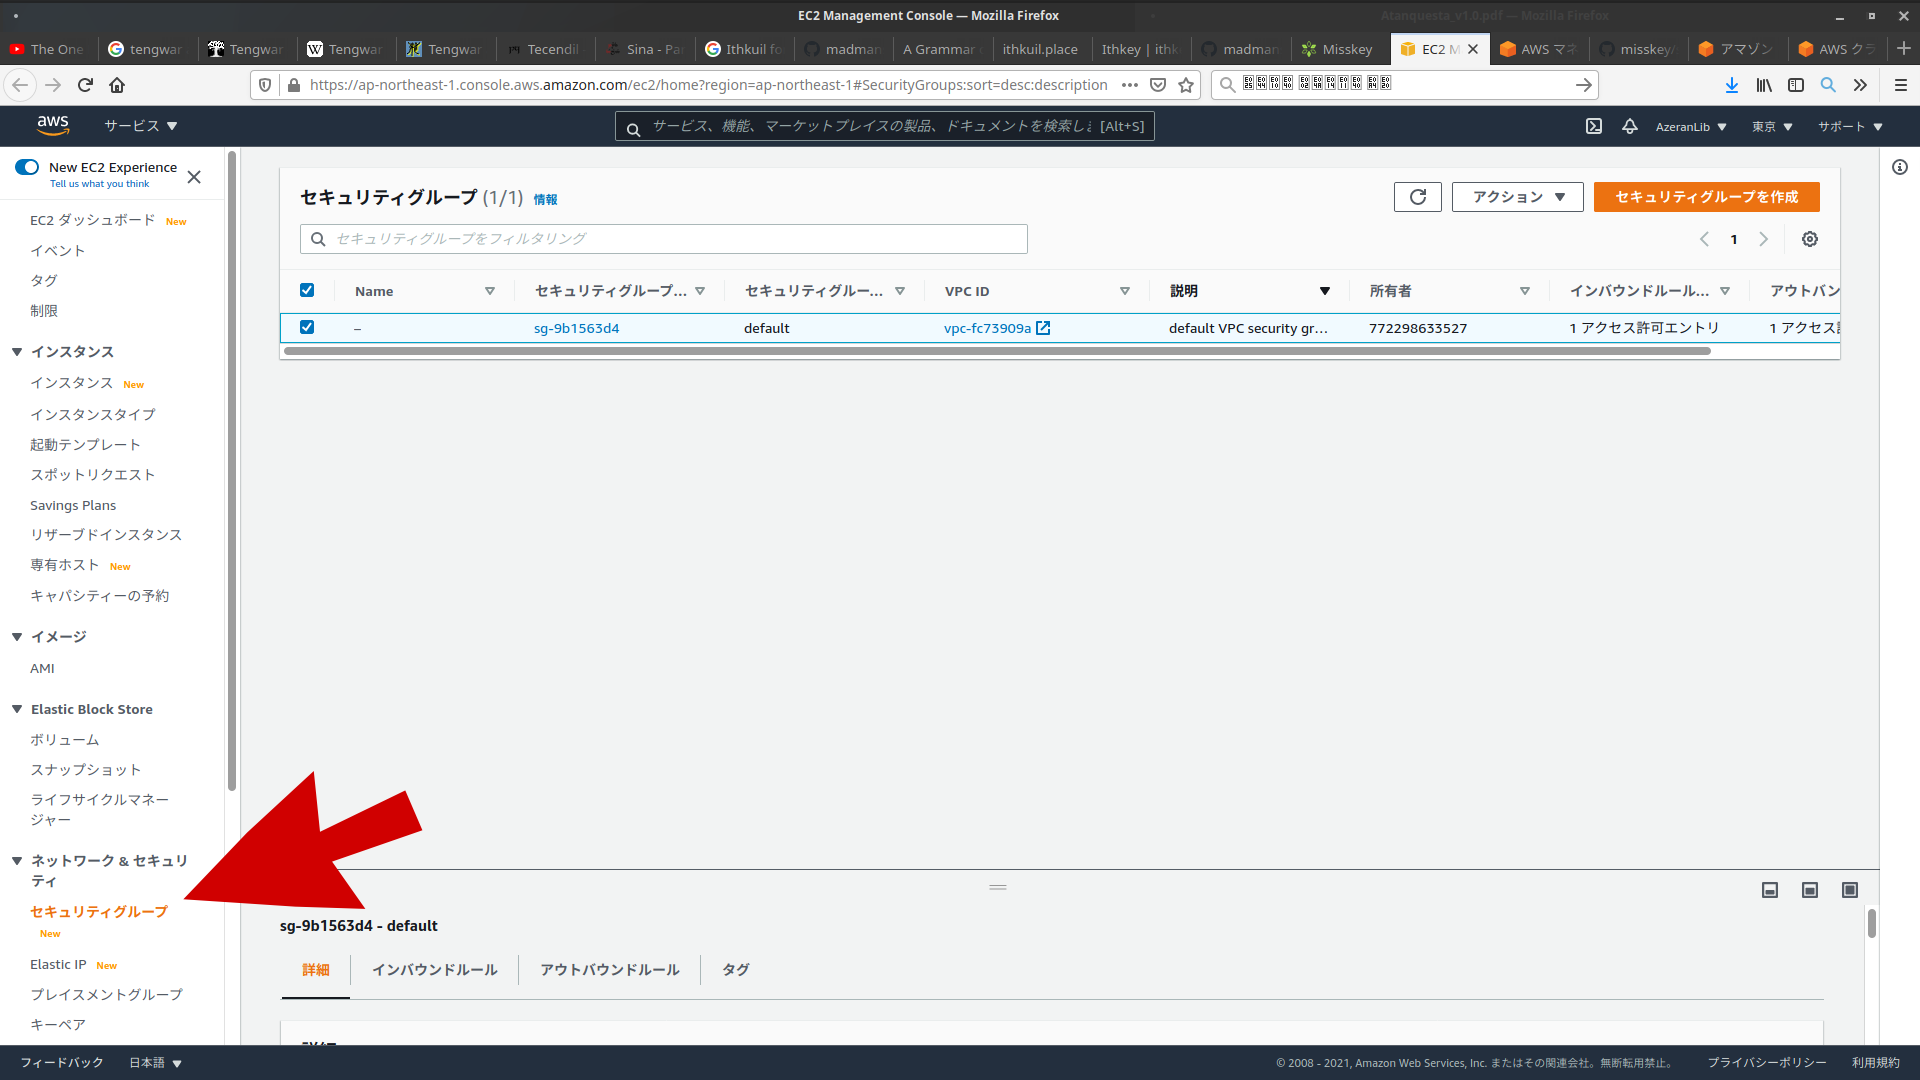 EC2 Management Console — Mozilla Firefox
Atanquesta_v1.0.pdf — Mozilla Firefox
The One
tengwar
Tengwar
Tengwar
Tengwar
Tecendil
Sina - Par
Ithkuil fo
madman
A Grammar
ithkuil.place
Ithkey | ithk
madman
Misskey
EC2 M
AWS マネ
misskey/
アマゾン
AWS クラ
https://ap-northeast-1.console.aws.amazon.com/ec2/home?region=ap-northeast-1#SecurityGroups:sort=desc:description
aws
サービス
サービス、機能、マーケットプレイスの製品、ドキュメントを検索しま [Alt+S]
AzeranLib
東京
サポート
New EC2 Experience
Tell us what you think
EC2 ダッシュボード New
イベント
タグ
制限
インスタンス
インスタンス New
インスタンスタイプ
起動テンプレート
スポットリクエスト
Savings Plans
リザーブドインスタンス
専有ホスト New
キャパシティーの予約
イメージ
AMI
Elastic Block Store
ボリューム
スナップショット
ライフサイクルマネー
ジャー
ネットワーク & セキュリ
ティ
セキュリティグループ
New
Elastic IP New
プレイスメントグループ
キーペア
セキュリティグループ (1/1) 情報
アクション
セキュリティグループを作成
セキュリティグループをフィルタリング
1
Name
セキュリティグループ...
セキュリティグルー...
VPC ID
説明
所有者
インバウンドルール...
アウトバン
–
sg-9b1563d4
default
vpc-fc73909a
default VPC security gr...
772298633527
1 アクセス許可エントリ
1 アクセス
sg-9b1563d4 - default
詳細
インバウンドルール
アウトバウンドルール
タグ
フィードバック
日本語
© 2008 - 2021, Amazon Web Services, Inc. またはその関連会社。無断転用禁止。
プライバシーポリシー
利用規約